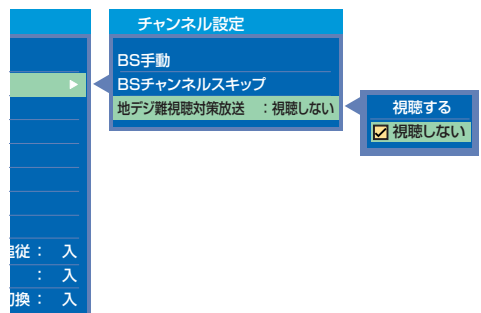 チャンネル設定
BS手動
BSチャンネルスキップ
地デジ難視聴対策放送 ：視聴しない
視聴する
視聴しない
従： 入
： 入
換： 入